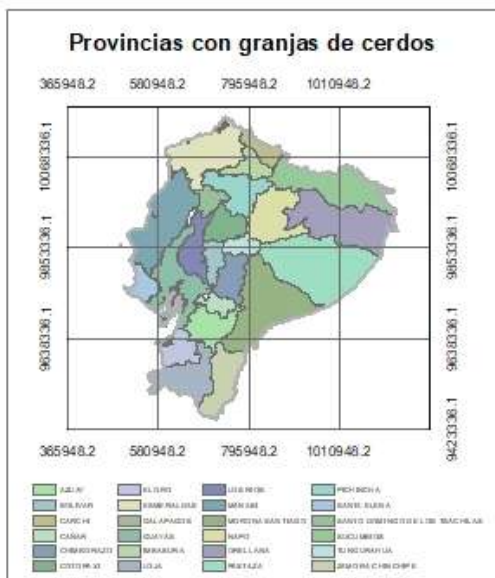 Provincias con granjas de cerdos
365948.2 580948.2 795948.2 1010948.2
10068336.1 10068336.1
9853336.1 9853336.1
9638336.1 9638336.1
9423336.1
365948.2 580948.2 795948.2 1010948.2
AZUAY EL ORO LOS RIOS PICHINCHA
BOLIVAR ESMERALDAS MANABI SANTA ELENA
CARCHI GALAPAGOS MORONA SANTIAGO SANTO DOMINGO DE LOS TSACHILAS
CAÑAR GUAYAS NAPO SUCUMBIOS
CHIMBORAZO IMBABURA ORELLANA TUNGURAHUA
COTOPAXI LOJA PASTAZA ZAMORA CHINCHIPE